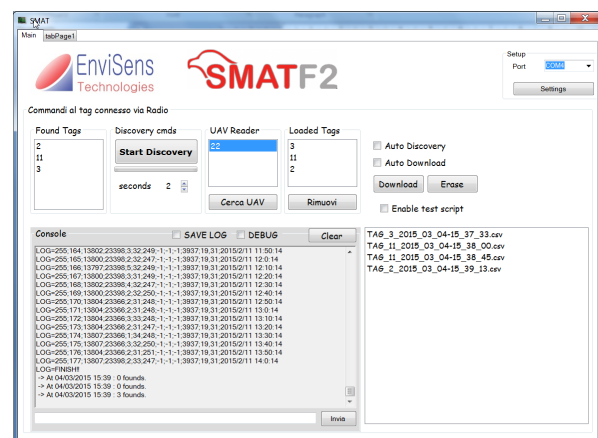 SMAT
Main tabPage1
EnviSens
Technologies
SMATF2
Setup
Port COM4
Settings
Commandi al tag connesso via Radio
Found Tags
2
11
3
Discovery cmds
Start Discovery
seconds 2
UAV Reader
22
Cerca UAV
Loaded Tags
3
11
2
Rimuovi
Auto Discovery
Auto Download
Download Erase
Enable test script
Console SAVE LOG DEBUG Clear
LOG=255;164;13802;23398;3;32;249;-1;-1;-1;3937;19;31;2015/2/11 11:50:14
LOG=255;165;13800;23398;2;32;247;-1;-1;-1;3937;19;31;2015/2/11 12:0:14
LOG=255;166;13797;23398;5;32;249;-1;-1;-1;3937;19;31;2015/2/11 12:10:14
LOG=255;167;13800;23398;3;31;249;-1;-1;-1;3937;19;31;2015/2/11 12:20:14
LOG=255;168;13802;23398;4;32;247;-1;-1;-1;3937;19;31;2015/2/11 12:30:14
LOG=255;169;13800;23398;2;32;250;-1;-1;-1;3937;19;31;2015/2/11 12:40:14
LOG=255;170;13804;23366;2;31;248;-1;-1;-1;3937;19;31;2015/2/11 12:50:14
LOG=255;171;13804;23366;2;31;248;-1;-1;-1;3937;19;31;2015/2/11 13:0:14
LOG=255;172;13802;23366;3;33;248;-1;-1;-1;3937;19;31;2015/2/11 13:10:14
LOG=255;173;13804;23366;2;31;247;-1;-1;-1;3937;19;31;2015/2/11 13:20:14
LOG=255;174;13807;23366;1;34;248;-1;-1;-1;3937;19;31;2015/2/11 13:30:14
LOG=255;175;13807;23366;3;32;250;-1;-1;-1;3937;19;31;2015/2/11 13:40:14
LOG=255;176;13804;23366;2;31;251;-1;-1;-1;3937;19;31;2015/2/11 13:50:14
LOG=255;177;13807;23398;2;33;247;-1;-1;-1;3937;19;31;2015/2/11 14:0:14
LOG=FINISH!!
-> At 04/03/2015 15:39 : 0 founds.
-> At 04/03/2015 15:39 : 0 founds.
-> At 04/03/2015 15:39 : 3 founds.
Invia
TAG_3_2015_03_04-15_37_33.csv
TAG_11_2015_03_04-15_38_00.csv
TAG_11_2015_03_04-15_38_45.csv
TAG_2_2015_03_04-15_39_13.csv